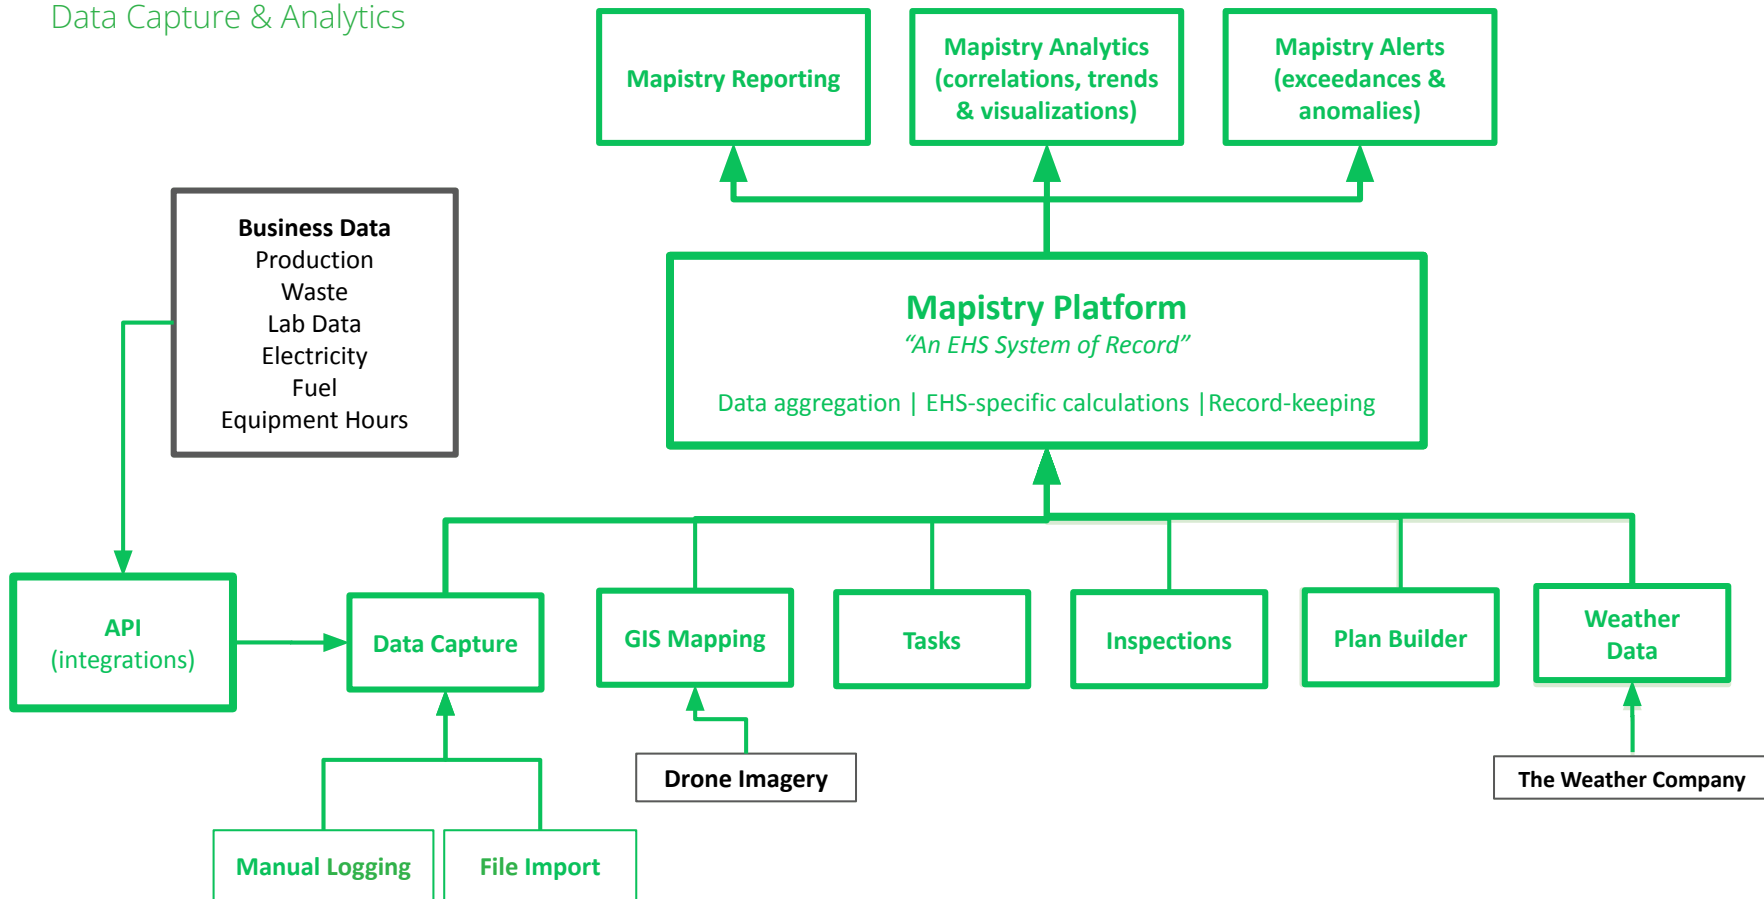 Data Capture & Analytics
Mapistry Reporting
Mapistry Analytics
(correlations, trends
& visualizations)
Mapistry Alerts
(exceedances &
anomalies)
Business Data
Production
Waste
Lab Data
Electricity
Fuel
Equipment Hours
Mapistry Platform
“An EHS System of Record”
Data aggregation | EHS-specific calculations |Record-keeping
API
(integrations)
Data Capture
GIS Mapping
Tasks
Inspections
Plan Builder
Weather
Data
Drone Imagery
The Weather Company
Manual Logging
File Import